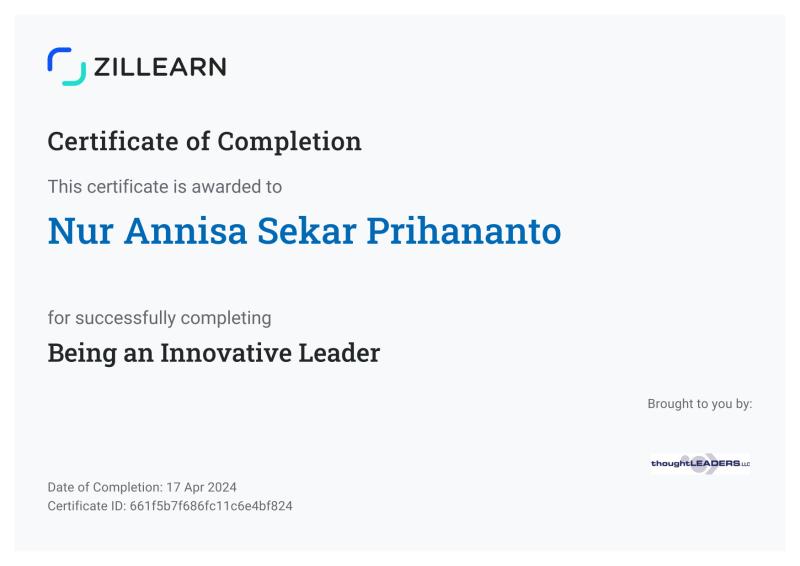 ZILLEARN
Certificate of Completion
This certificate is awarded to
Nur Annisa Sekar Prihananto
for successfully completing
Being an Innovative Leader
Brought to you by:
thoughtLEADERS,LLC
Date of Completion: 17 Apr 2024
Certificate ID: 661f5b7f686fc11c6e4bf824